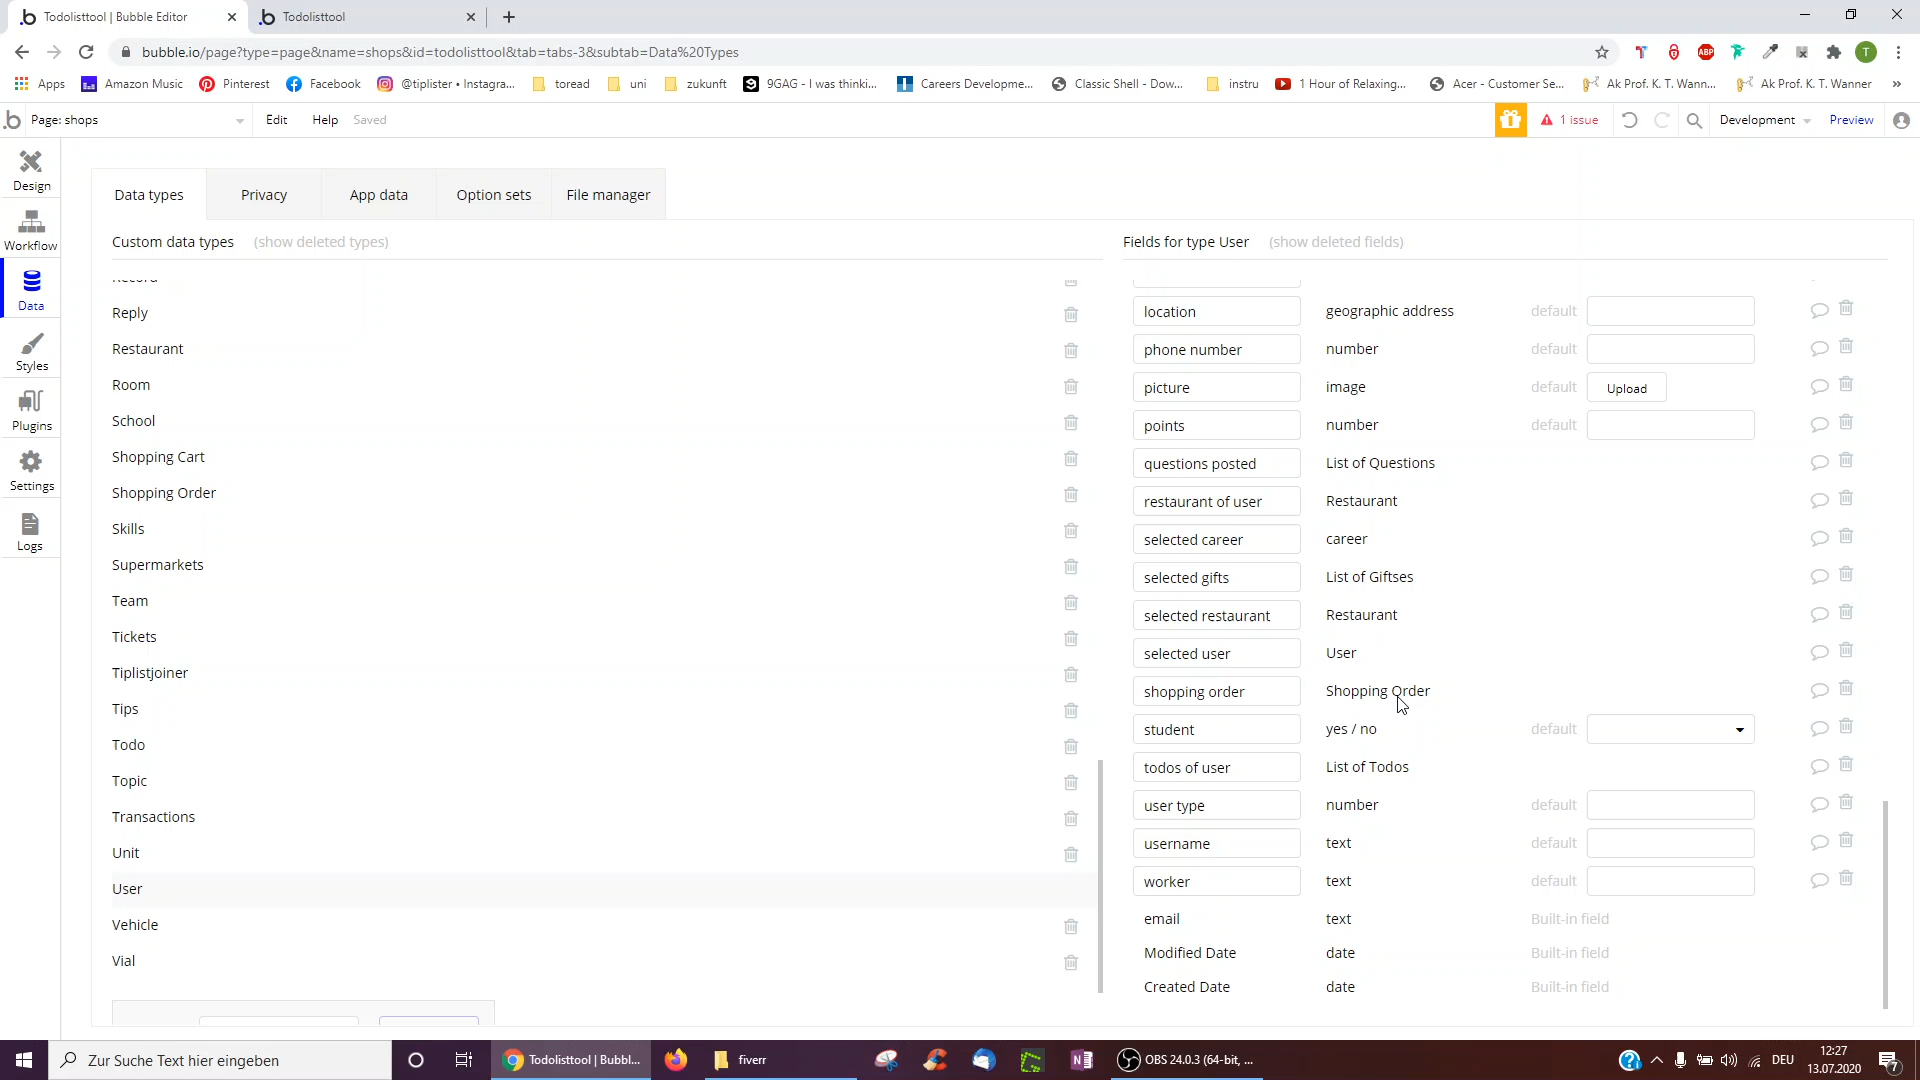 Todolisttool | Bubble Editor
Todolisttool
bubble.io/page?type=page&name=shops&id=todolisttool&tab=tabs-3&subtab=Data%20Types
Apps
Amazon Music
Pinterest
Facebook
@tiplister • Instagra...
toread
uni
zukunft
9GAG - I was thinki...
Careers Developme...
Classic Shell - Dow...
instru
1 Hour of Relaxing...
Acer - Customer Se...
Ak Prof. K. T. Wann...
Ak Prof. K. T. Wanner
Page: shops
Edit
Help
Saved
1 issue
Development
Preview
Design
Workflow
Data
Styles
Plugins
Settings
Logs
Data types
Privacy
App data
Option sets
File manager
Custom data types (show deleted types)
Record
Reply
Restaurant
Room
School
Shopping Cart
Shopping Order
Skills
Supermarkets
Team
Tickets
Tiplistjoiner
Tips
Todo
Topic
Transactions
Unit
User
Vehicle
Vial
Fields for type User (show deleted fields)
location geographic address default
phone number number default
picture image default Upload
points number default
questions posted List of Questions
restaurant of user Restaurant
selected career career
selected gifts List of Giftses
selected restaurant Restaurant
selected user User
shopping order Shopping Order
student yes / no default
todos of user List of Todos
user type number default
username text default
worker text default
email text Built-in field
Modified Date date Built-in field
Created Date date Built-in field
Zur Suche Text hier eingeben
Todolisttool | Bubbl...
fiverr
OBS 24.0.3 (64-bit, ...
DEU
12:27
13.07.2020
7